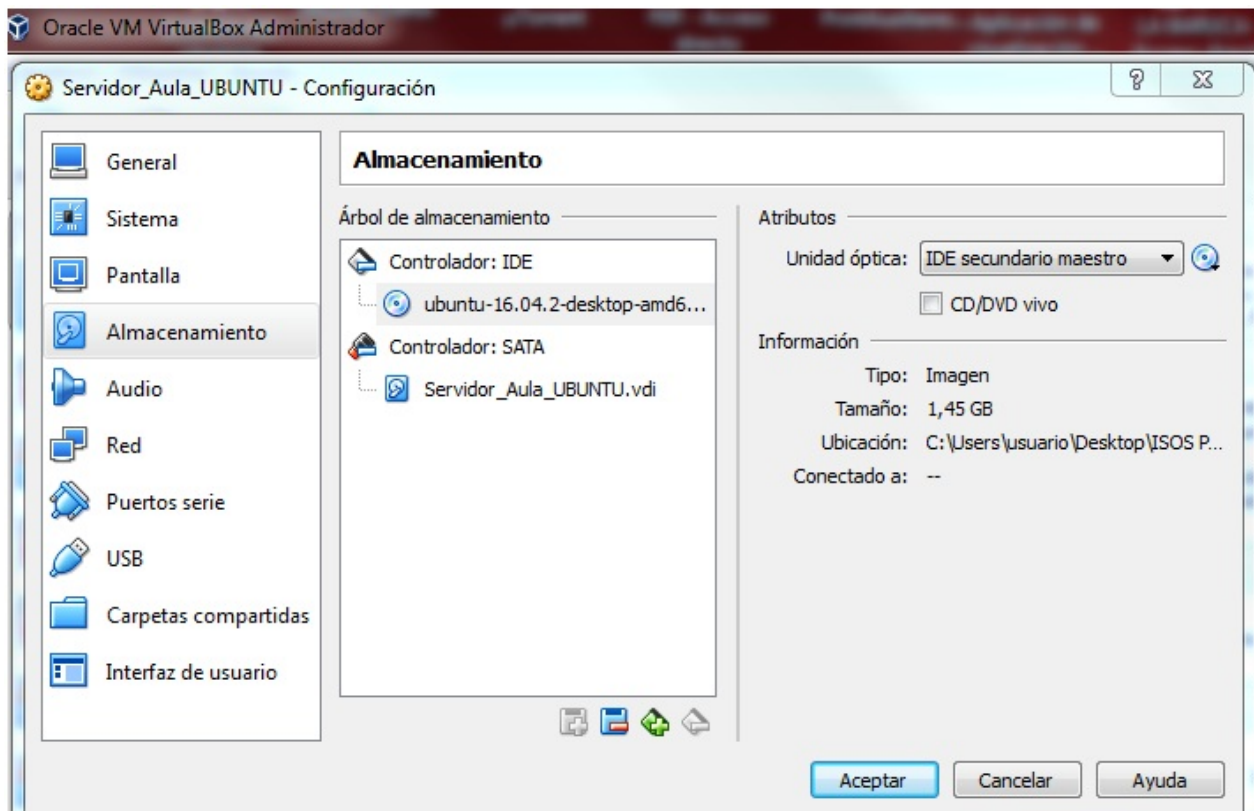 Oracle VM VirtualBox Administrador
Servidor_Aula_UBUNTU - Configuración
General
Sistema
Pantalla
Almacenamiento
Audio
Red
Puertos serie
USB
Carpetas compartidas
Interfaz de usuario
Almacenamiento
Árbol de almacenamiento
Controlador: IDE
ubuntu-16.04.2-desktop-amd6...
Controlador: SATA
Servidor_Aula_UBUNTU.vdi
Atributos
Unidad óptica: IDE secundario maestro
CD/DVD vivo
Información
Tipo: Imagen
Tamaño: 1,45 GB
Ubicación: C:\Users\usuario\Desktop\ISOS P...
Conectado a: --
Aceptar Cancelar Ayuda